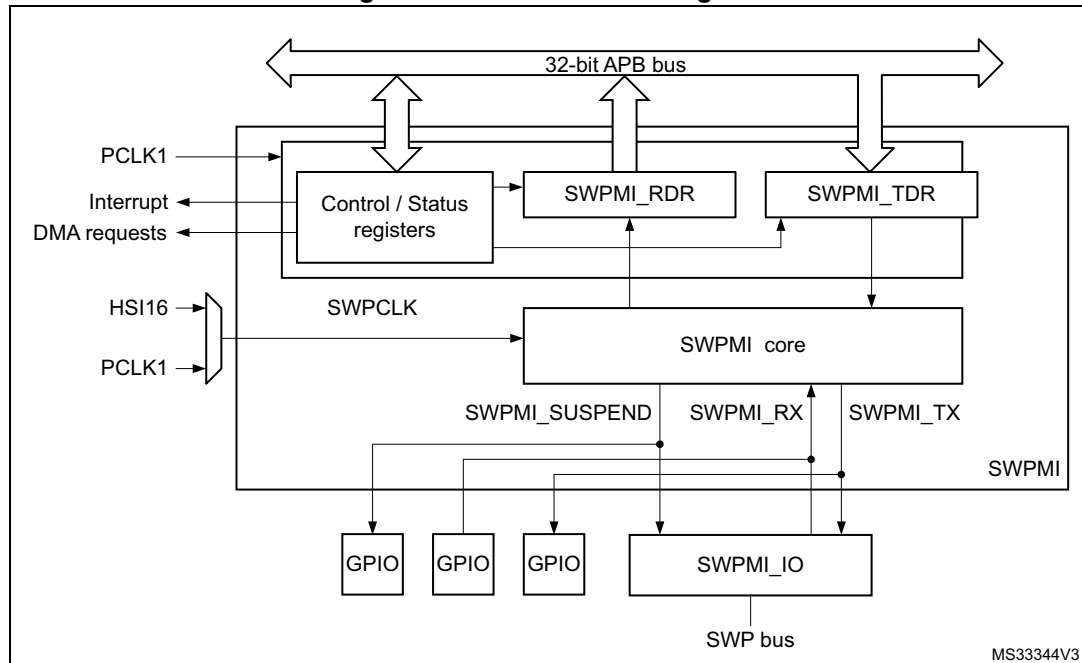 32-bit APB bus
PCLK1
Interrupt
DMA requests
Control / Status
registers
SWPMI_RDR
SWPMI_TDR
HSI16
PCLK1
SWPCLK
SWPMI core
SWPMI_SUSPEND
SWPMI_RX
SWPMI_TX
SWPMI
GPIO
GPIO
GPIO
SWPMI_IO
SWP bus
MS33344V3